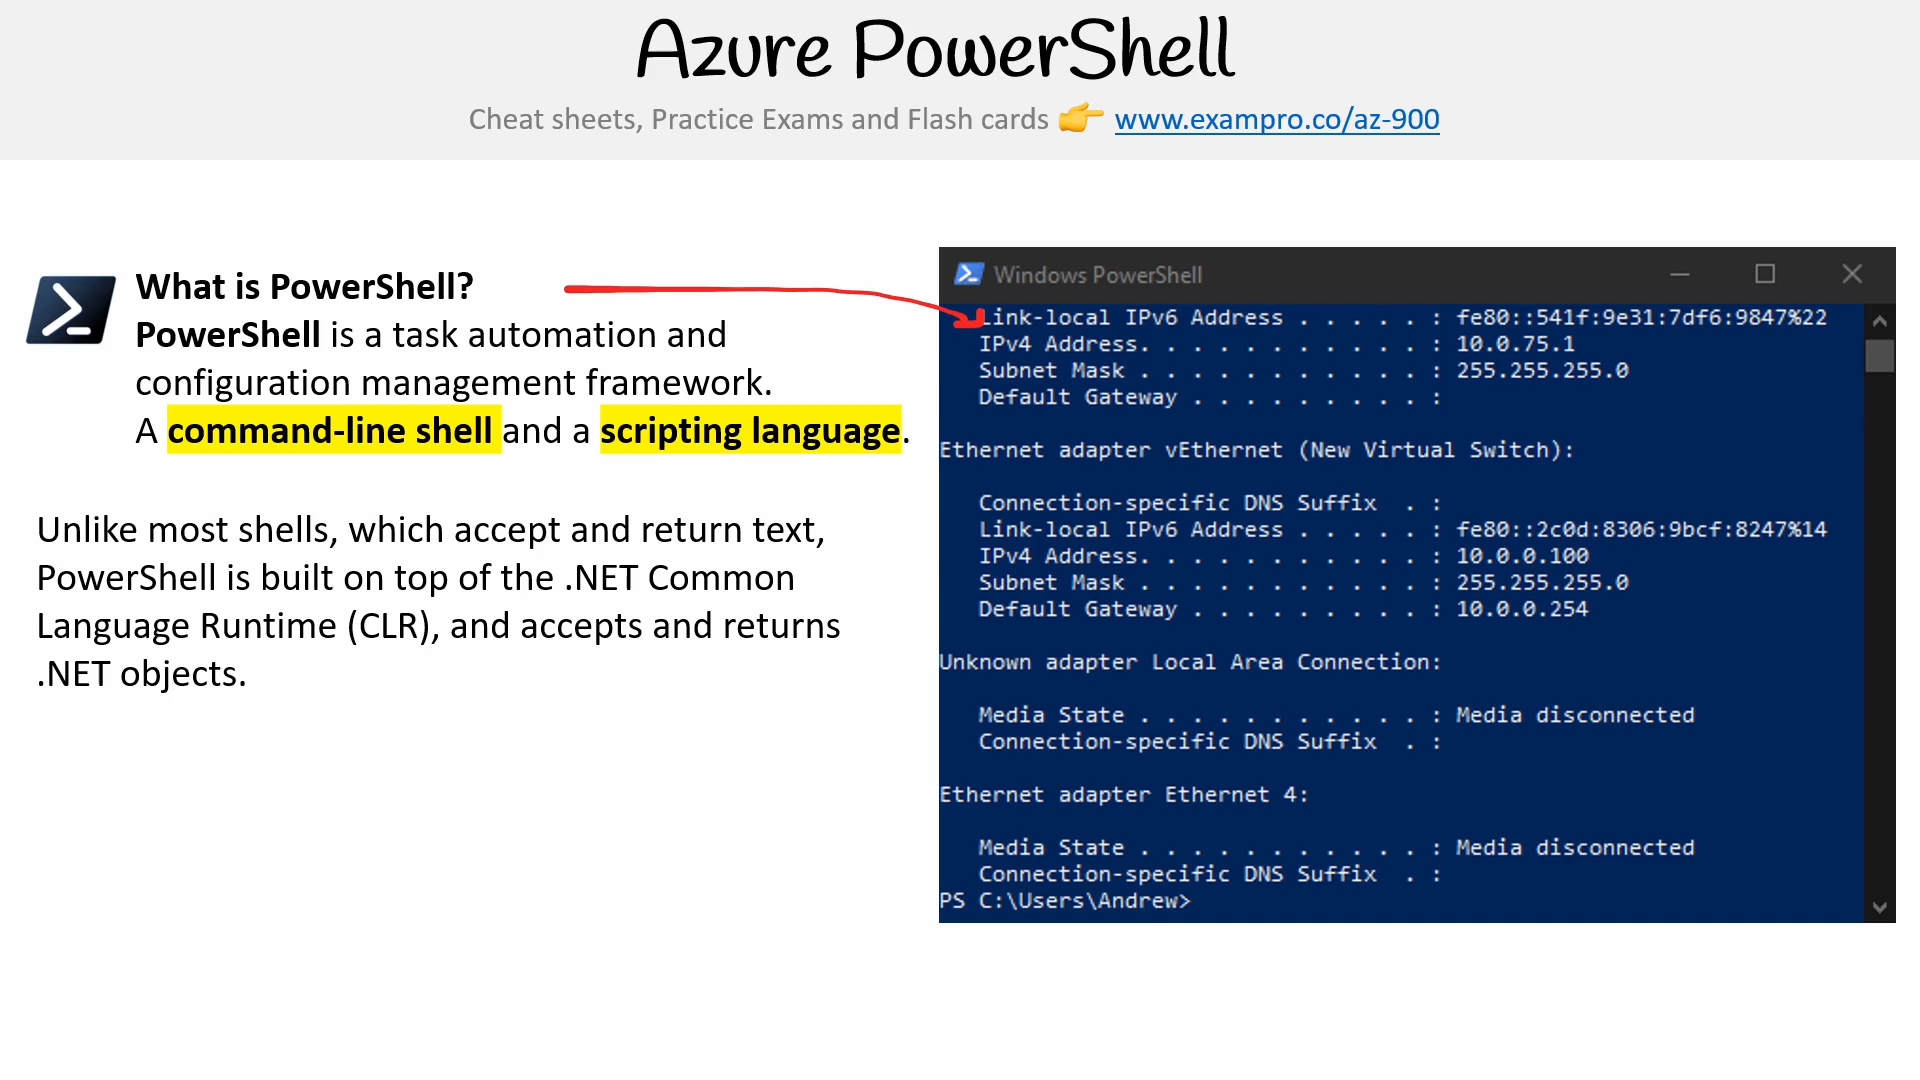 Azure PowerShell
Cheat sheets, Practice Exams and Flash cards 👉 www.exampro.co/az-900
What is PowerShell?
PowerShell is a task automation and
configuration management framework.
A command-line shell and a scripting language.
Unlike most shells, which accept and return text,
PowerShell is built on top of the .NET Common
Language Runtime (CLR), and accepts and returns
.NET objects.
Windows PowerShell
Link-local IPv6 Address . . . . . : fe80::541f:9e31:7df6:9847%22
IPv4 Address. . . . . . . . . . . : 10.0.75.1
Subnet Mask . . . . . . . . . . . : 255.255.255.0
Default Gateway . . . . . . . . . :
Ethernet adapter vEthernet (New Virtual Switch):
Connection-specific DNS Suffix  . :
Link-local IPv6 Address . . . . . : fe80::2c0d:8306:9bcf:8247%14
IPv4 Address. . . . . . . . . . . : 10.0.0.100
Subnet Mask . . . . . . . . . . . : 255.255.255.0
Default Gateway . . . . . . . . . : 10.0.0.254
Unknown adapter Local Area Connection:
Media State . . . . . . . . . . . : Media disconnected
Connection-specific DNS Suffix  . :
Ethernet adapter Ethernet 4:
Media State . . . . . . . . . . . : Media disconnected
Connection-specific DNS Suffix  . :
PS C:\Users\Andrew>